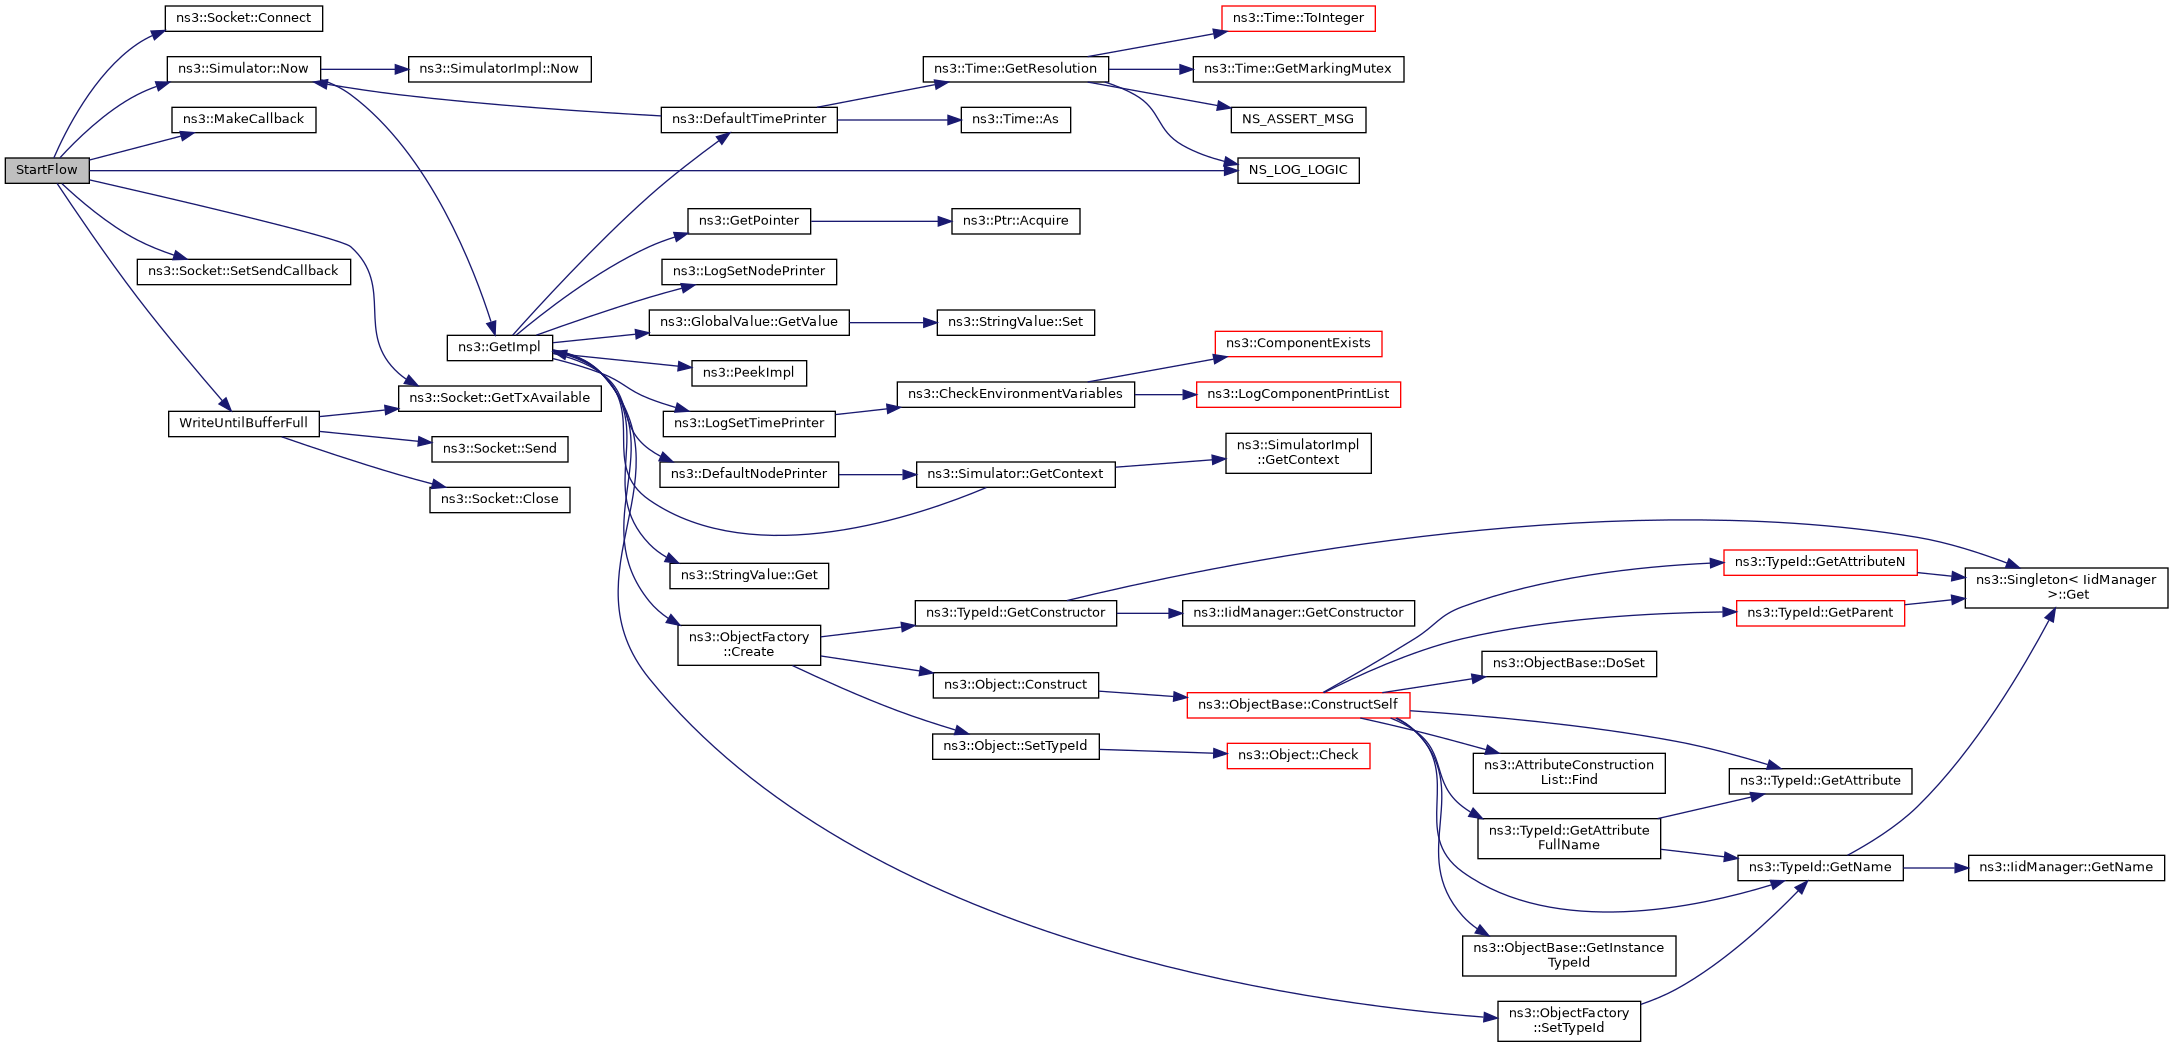 ns3::Socket::Connect
ns3::Time::ToInteger
ns3::Simulator::Now
ns3::SimulatorImpl::Now
ns3::Time::GetResolution
ns3::Time::GetMarkingMutex
ns3::MakeCallback
ns3::DefaultTimePrinter
ns3::Time::As
NS_ASSERT_MSG
StartFlow
NS_LOG_LOGIC
ns3::GetPointer
ns3::Ptr::Acquire
ns3::Socket::SetSendCallback
ns3::LogSetNodePrinter
ns3::GlobalValue::GetValue
ns3::StringValue::Set
ns3::GetImpl
ns3::ComponentExists
ns3::PeekImpl
ns3::Socket::GetTxAvailable
ns3::CheckEnvironmentVariables
ns3::LogComponentPrintList
WriteUntilBufferFull
ns3::LogSetTimePrinter
ns3::Socket::Send
ns3::SimulatorImpl
::GetContext
ns3::DefaultNodePrinter
ns3::Simulator::GetContext
ns3::Socket::Close
ns3::StringValue::Get
ns3::TypeId::GetAttributeN
ns3::Singleton< IidManager
>::Get
ns3::TypeId::GetConstructor
ns3::IidManager::GetConstructor
ns3::TypeId::GetParent
ns3::ObjectFactory
::Create
ns3::ObjectBase::DoSet
ns3::Object::Construct
ns3::ObjectBase::ConstructSelf
ns3::Object::SetTypeId
ns3::Object::Check
ns3::AttributeConstruction
List::Find
ns3::TypeId::GetAttribute
ns3::TypeId::GetAttribute
FullName
ns3::TypeId::GetName
ns3::IidManager::GetName
ns3::ObjectBase::GetInstance
TypeId
ns3::ObjectFactory
::SetTypeId